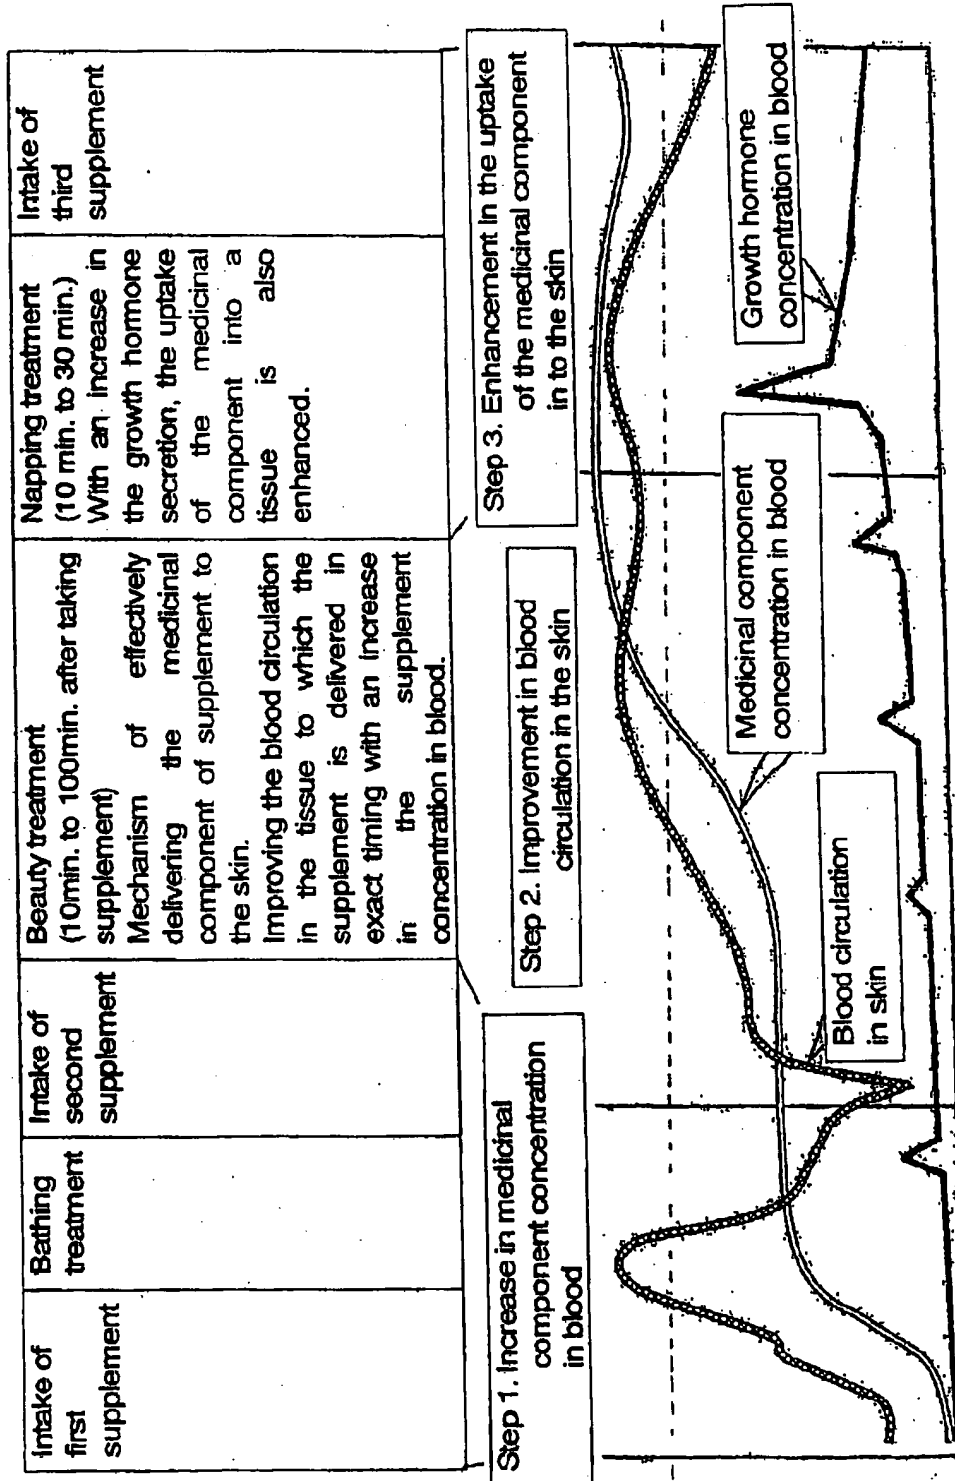 Intake of
first
supplement
Bathing
treatment
Intake of
second
supplement
Beauty treatment
(10min. to 100min. after taking
supplement)
Mechanism of effectively
delivering the medicinal
component of supplement to
the skin.
Improving the blood circulation
in the tissue to which the
supplement is delivered in
exact timing with an increase
in the supplement
concentration in blood.
Napping treatment
(10 min. to 30 min.)
With an increase in
the growth hormone
secretion, the uptake
of the medicinal
component into a
tissue is also
enhanced.
Intake of
third
supplement
Step 1. Increase in medicinal
component concentration
in blood
Step 2. Improvement in blood
circulation in the skin
Step 3. Enhancement in the uptake
of the medicinal component
in to the skin
Blood circulation
in skin
Medicinal component
concentration in blood
Growth hormone
concentration in blood